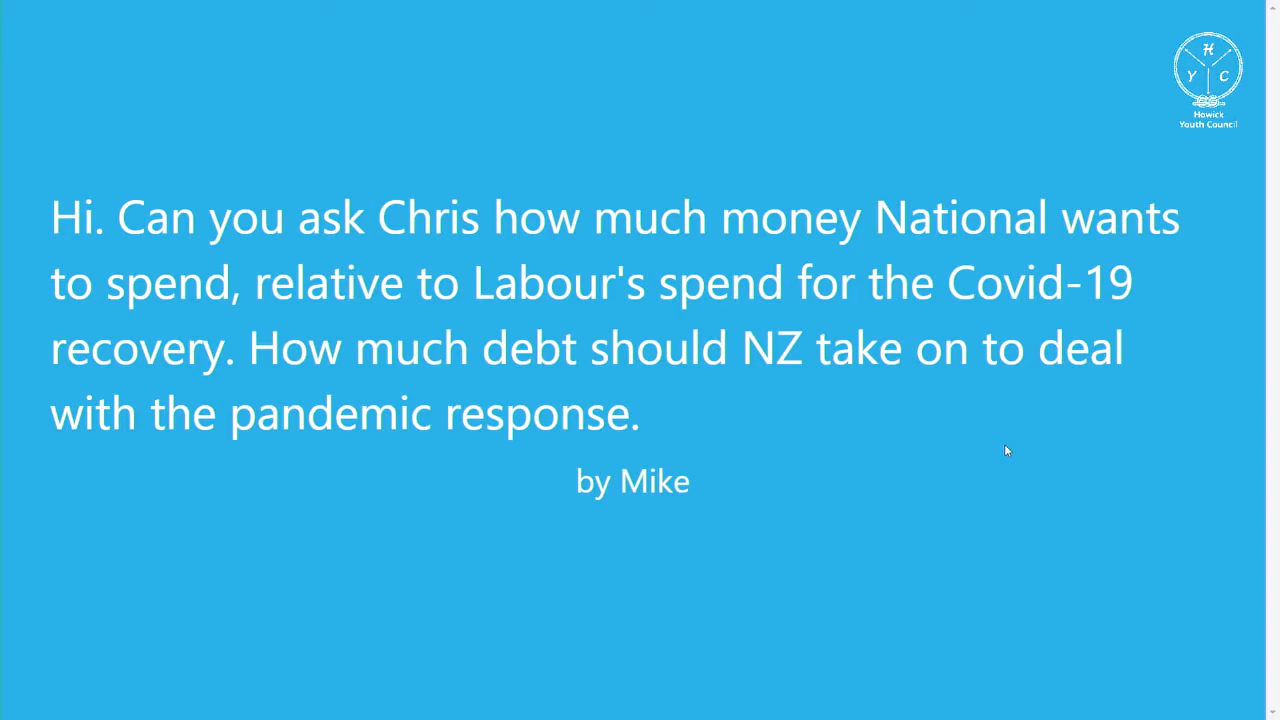 H
Y C
Howick
Youth Council
Hi. Can you ask Chris how much money National wants
to spend, relative to Labour's spend for the Covid-19
recovery. How much debt should NZ take on to deal
with the pandemic response.
by Mike